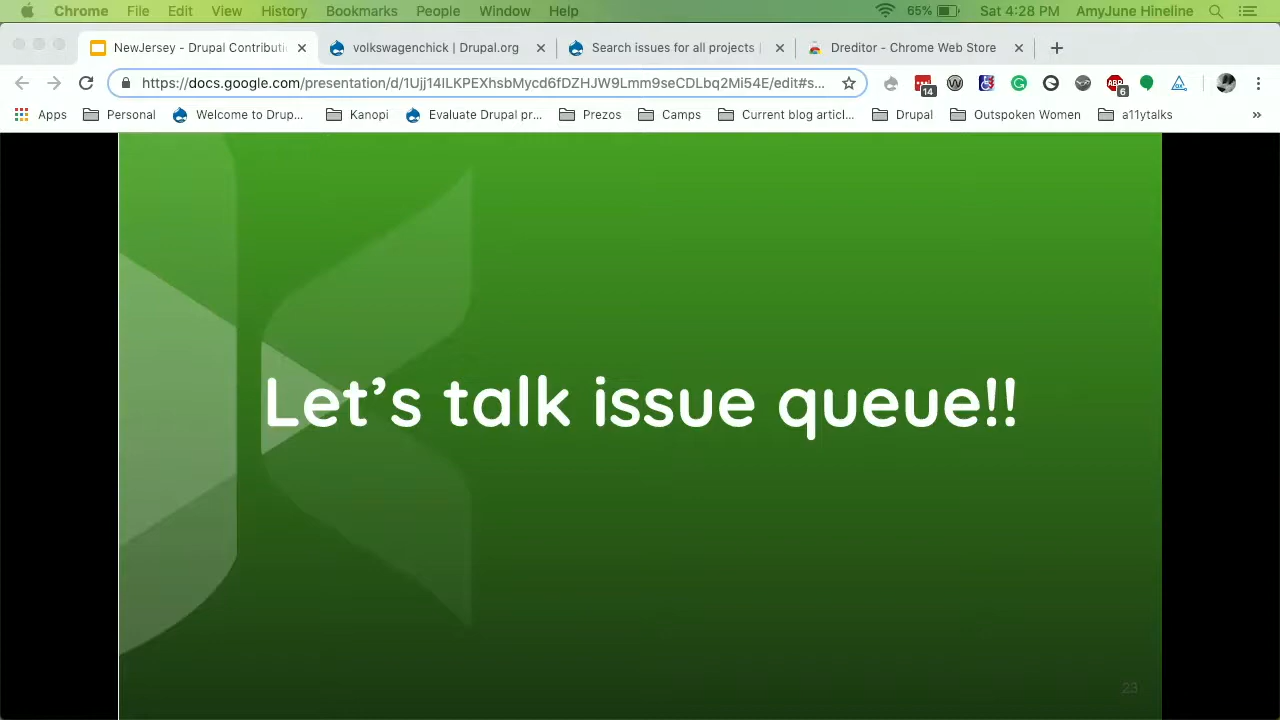 Chrome File Edit View History Bookmarks People Window Help 65% Sat 4:28 PM AmyJune Hineline
NewJersey - Drupal Contributi volkswagenchick | Drupal.org Search issues for all projects | Dreditor - Chrome Web Store
https://docs.google.com/presentation/d/1Ujj14lLKPEXhsbMycd6fDZHJW9Lmm9seCDLbq2Mi54E/edit#s... 14 ABP 6
Apps Personal Welcome to Drup... Kanopi Evaluate Drupal pr... Prezos Camps Current blog articl... Drupal Outspoken Women a11ytalks »
Let’s talk issue queue!!
23